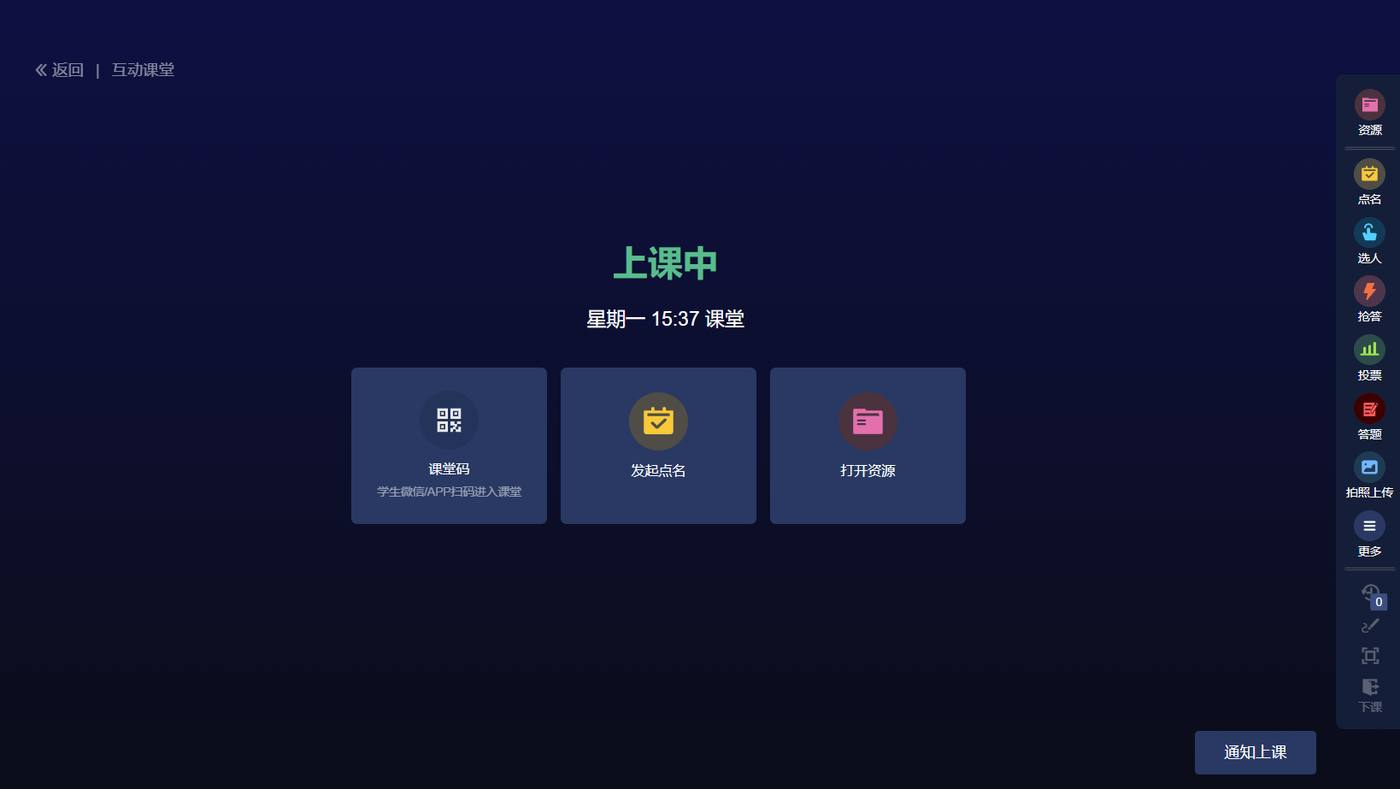 返回 | 互动课堂
资源
点名
选人
抢答
投票
答题
拍照上传
更多
0
下课
上课中
星期一 15:37 课堂
课堂码
学生微信/APP扫码进入课堂
发起点名
打开资源
通知上课